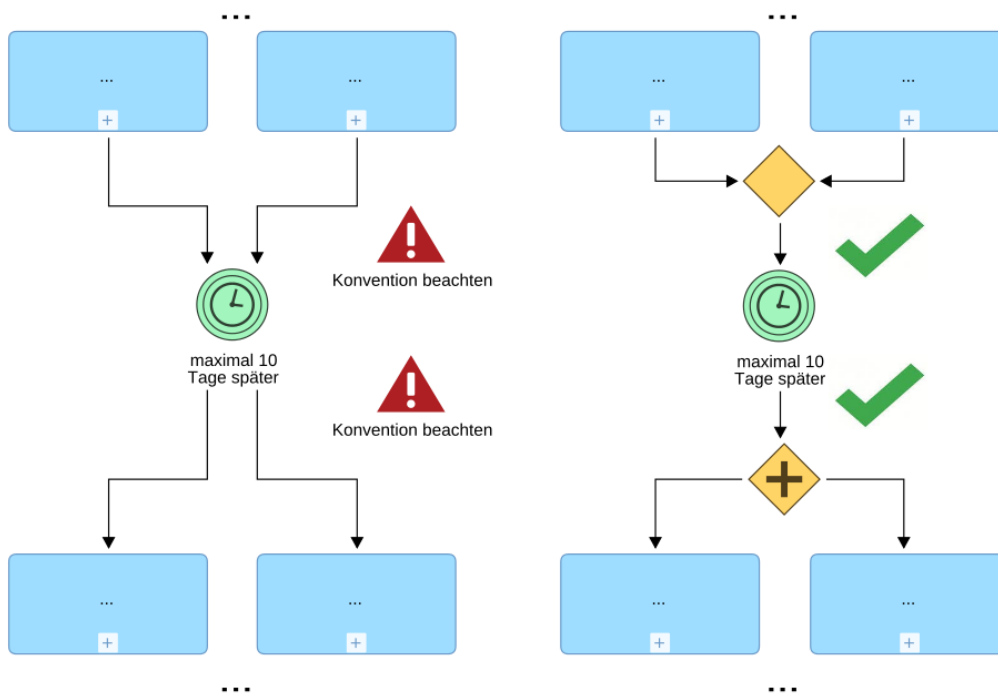 ... ...
... ... ... ...
Konvention beachten
maximal 10
Tage später
maximal 10
Tage später
Konvention beachten
... ... ... ...
... ...